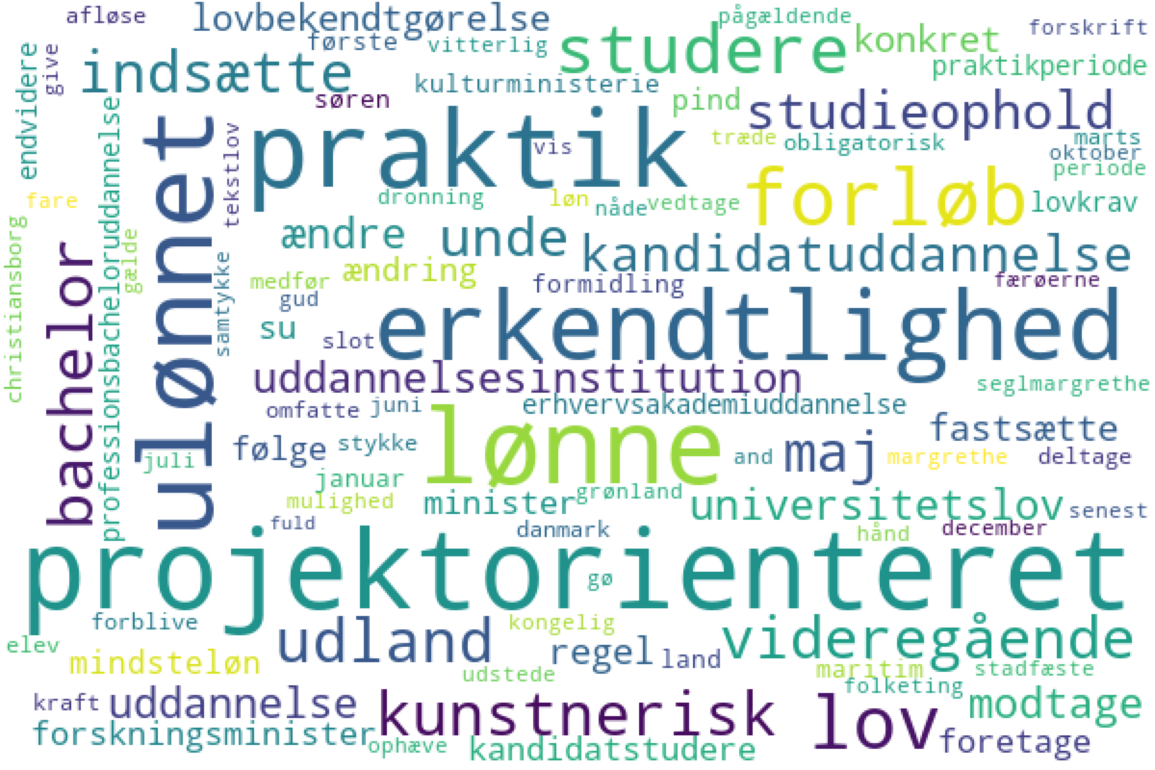 afløse
lovbekendtgørelse
pågældende
forskrift
første
vitterlig
studere
konkret
give
endvidere
indsætte
kulturministerie
praktikperiode
søren
pind
studieophold
professionsbacheloruddannelse
ulønnet
tekstlov
praktik
vis
træde
obligatorisk
marts
oktober
periode
fare
dronning
løn
nåde
vedtage
forløb
lovkrav
christiansborg
bachelor
gælde
samtykke
ændre
unde
kandidatuddannelse
medfør
ændring
formidling
færøerne
gud
su
slot
erkendtlighed
uddannelsesinstitution
seglmargrethe
omfatte
juni
erhvervsakademiuddannelse
lønne
følge
stykke
and
maj
fastsætte
margrethe
deltage
juli
januar
mulighed
minister
grønland
universitetslov
senest
fuld
danmark
hånd
december
projektorienteret
gø
forblive
kongelig
elev
mindsteløn
udland
regel
land
videregående
udstede
maritim
stadfæste
folketing
kraft
uddannelse
kunstnerisk
lov
modtage
forskningsminister
ophæve
kandidatstudere
foretage